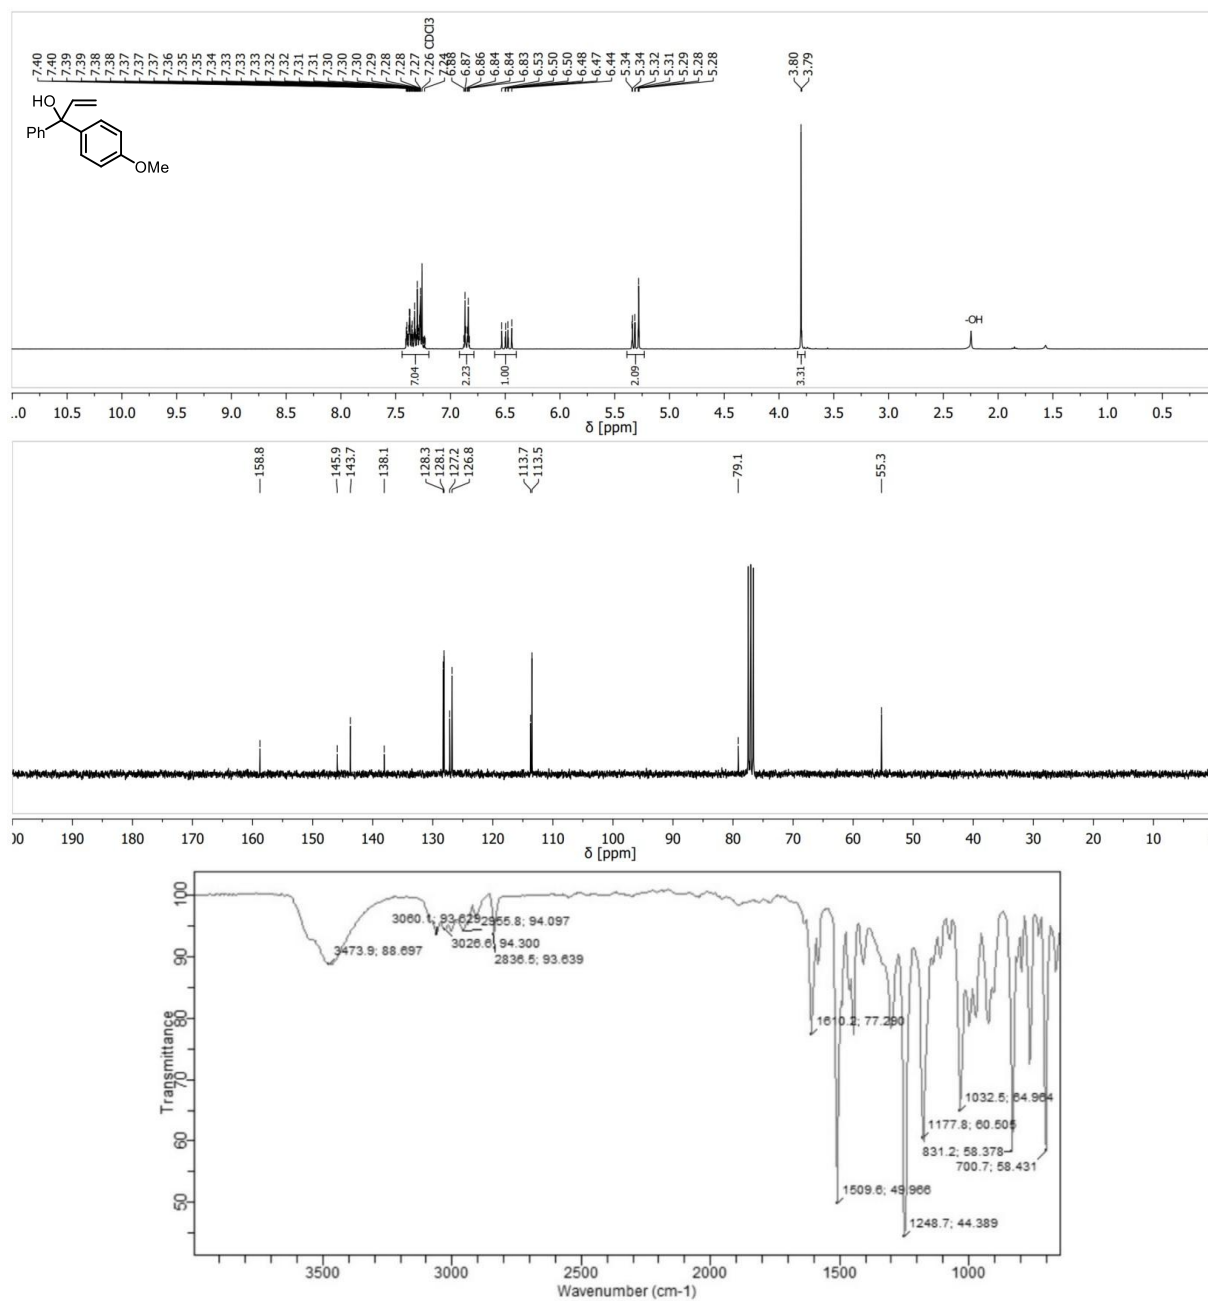 7.40 7.40 7.39 7.39 7.38 7.38 7.37 7.37 7.37 7.36 7.35 7.35 7.34 7.33 7.33 7.33 7.32 7.32 7.31 7.31 7.30 7.30 7.30 7.29 7.28 7.28 7.27 7.26 CDCl3 7.24 6.88 6.87 6.86 6.84 6.84 6.83 6.53 6.50 6.50 6.48 6.47 6.44 5.34 5.34 5.32 5.31 5.29 5.28 5.28 3.80 3.79
HO
Ph
OMe
-OH
7.04 2.23 1.00 2.09 3.31
.0 10.5 10.0 9.5 9.0 8.5 8.0 7.5 7.0 6.5 6.0 5.5 5.0 4.5 4.0 3.5 3.0 2.5 2.0 1.5 1.0 0.5
δ [ppm]
158.8 145.9 143.7 138.1 128.3 128.1 127.2 126.8 113.7 113.5 79.1 55.3
00 190 180 170 160 150 140 130 120 110 100 90 80 70 60 50 40 30 20 10
δ [ppm]
Transmittance
100
90
80
70
60
50
3060.1; 93.629
2955.8; 94.097
3473.9; 88.697
3026.6; 94.300
2836.5; 93.639
1610.2; 77.290
1032.5; 64.964
1177.8; 60.505
831.2; 58.378
700.7; 58.431
1509.6; 49.966
1248.7; 44.389
3500 3000 2500 2000 1500 1000
Wavenumber (cm-1)